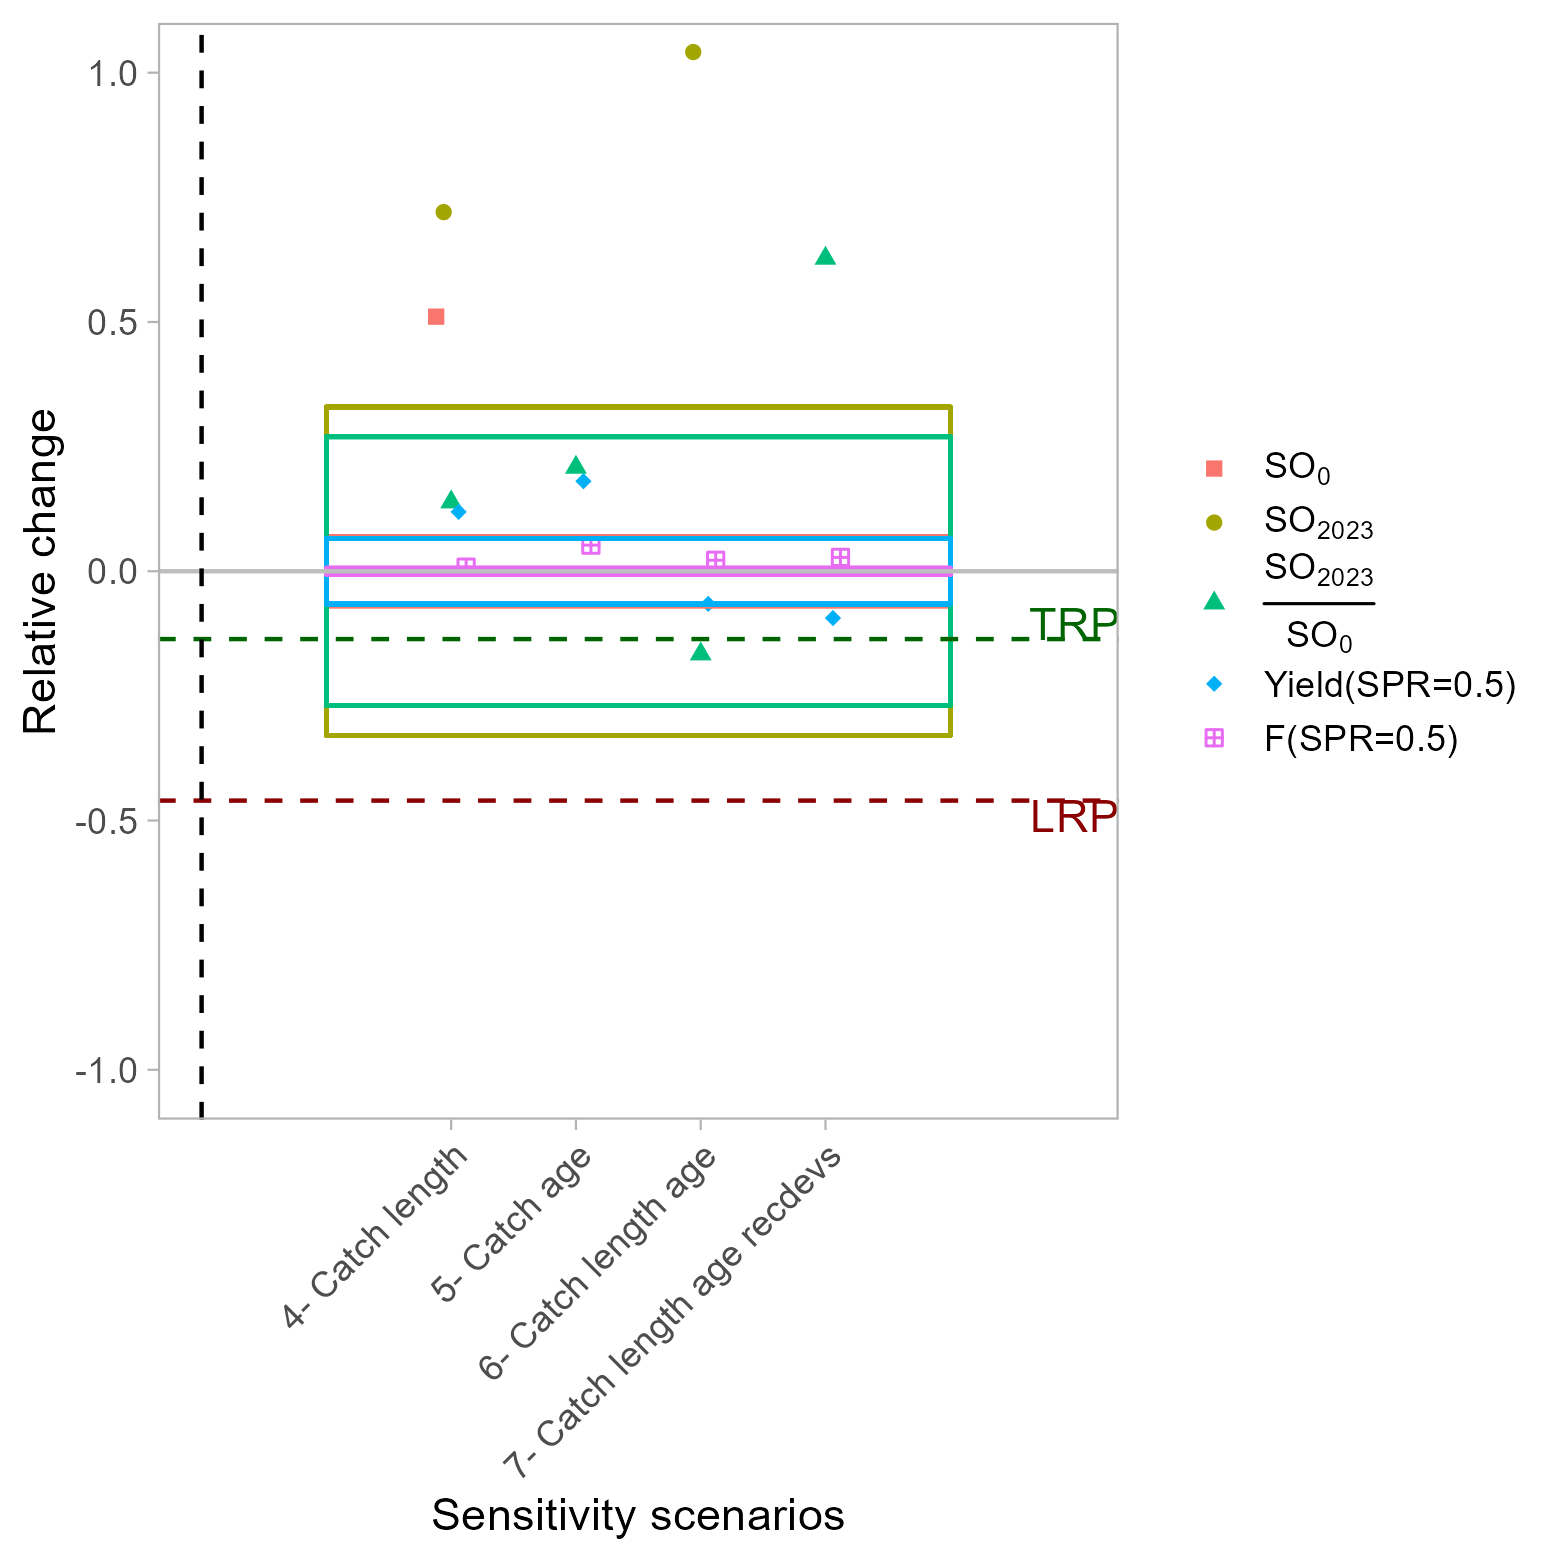 Relative change
1.0
0.5
0.0
-0.5
-1.0
TRP
LRP
4- Catch length
5- Catch age
6- Catch length age
7- Catch length age recdevs
Sensitivity scenarios
SO₀
SO₂₀₂₃
SO₂₀₂₃
SO₀
Yield(SPR=0.5)
F(SPR=0.5)